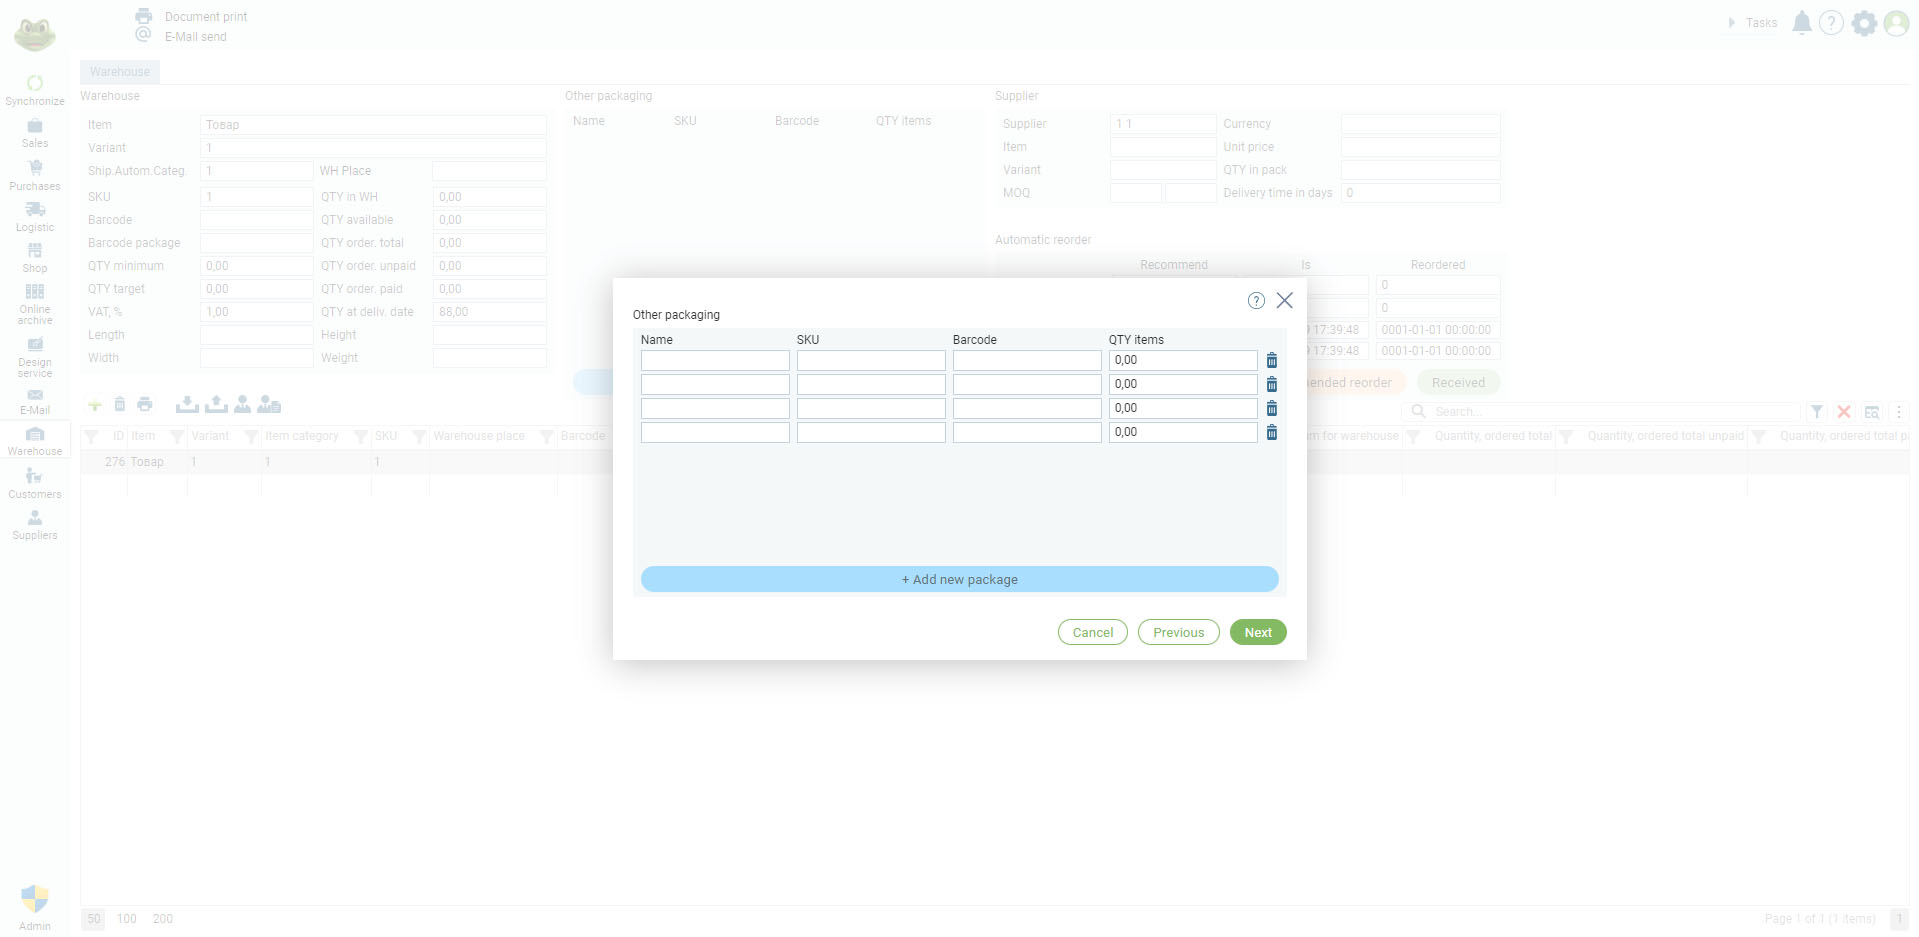 Document print
E-Mail send
Tasks
?
Synchronize
Sales
Purchases
Logistic
Shop
Online
archive
Design
service
E-Mail
Warehouse
Customers
Suppliers
Admin
Warehouse
Warehouse
Item Товар
Variant 1
Ship.Autom.Categ. 1 WH Place
SKU 1 QTY in WH 0,00
Barcode QTY available 0,00
Barcode package QTY order. total 0,00
QTY minimum 0,00 QTY order. unpaid 0,00
QTY target 0,00 QTY order. paid 0,00
VAT, % 1,00 QTY at deliv. date 88,00
Length Height
Width Weight
Other packaging
Name SKU Barcode QTY items
Supplier
Supplier 1 1 Currency
Item Unit price
Variant QTY in pack
MOQ Delivery time in days 0
Automatic reorder
Recommend Is Reordered
0
0
17:39:48 0001-01-01 00:00:00
17:39:48 0001-01-01 00:00:00
reorder Received
Search...
ID Item Variant Item category SKU Warehouse place Barcode for warehouse Quantity, ordered total Quantity, ordered total unpaid Quantity, ordered total
276 Товар 1 1 1
?
Other packaging
Name SKU Barcode QTY items
0,00
0,00
0,00
0,00
+ Add new package
Cancel Previous Next
50 100 200
Page 1 of 1 (1 items) 1